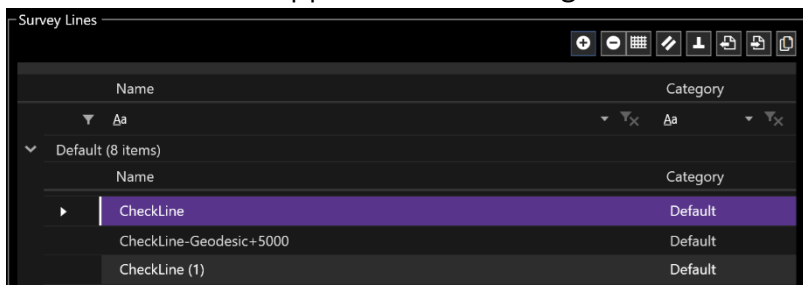 Survey Lines
Name Category
Aa Aa
Default (8 items)
Name Category
CheckLine Default
CheckLine-Geodesic+5000 Default
CheckLine (1) Default